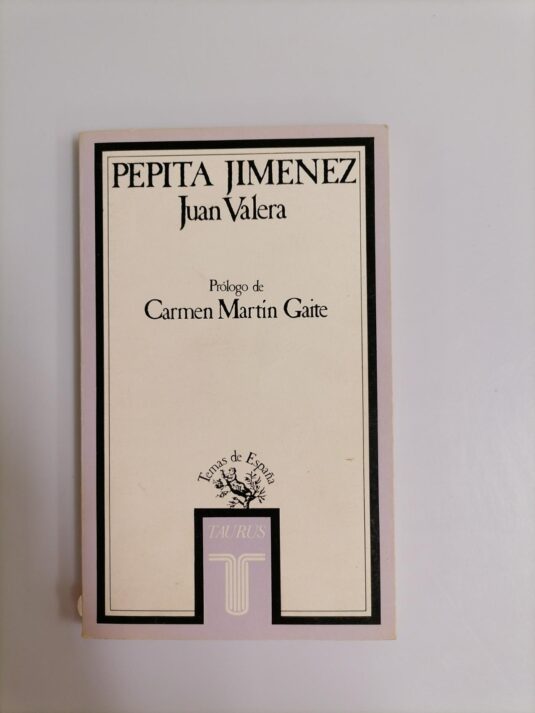 PEPITA JIMENEZ
Juan Valera
Prólogo de
Carmen Martín Gaite
Temas de España
TAURUS